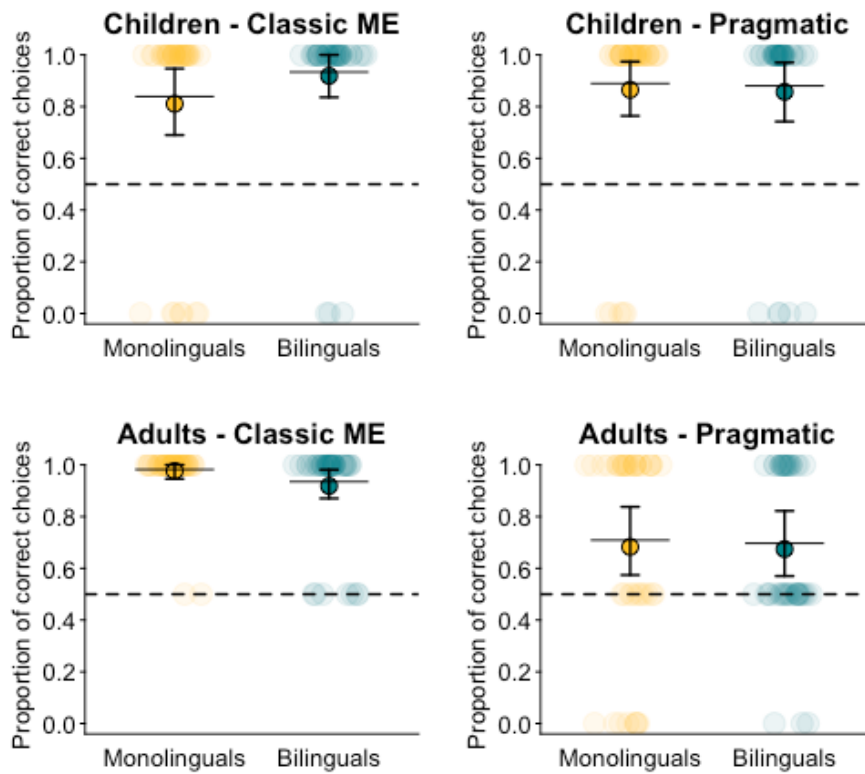 Children - Classic ME
Proportion of correct choices
1.0
0.8
0.6
0.4
0.2
0.0
Monolinguals Bilinguals
Children - Pragmatic
Proportion of correct choices
1.0
0.8
0.6
0.4
0.2
0.0
Monolinguals Bilinguals
Adults - Classic ME
Proportion of correct choices
1.0
0.8
0.6
0.4
0.2
0.0
Monolinguals Bilinguals
Adults - Pragmatic
Proportion of correct choices
1.0
0.8
0.6
0.4
0.2
0.0
Monolinguals Bilinguals